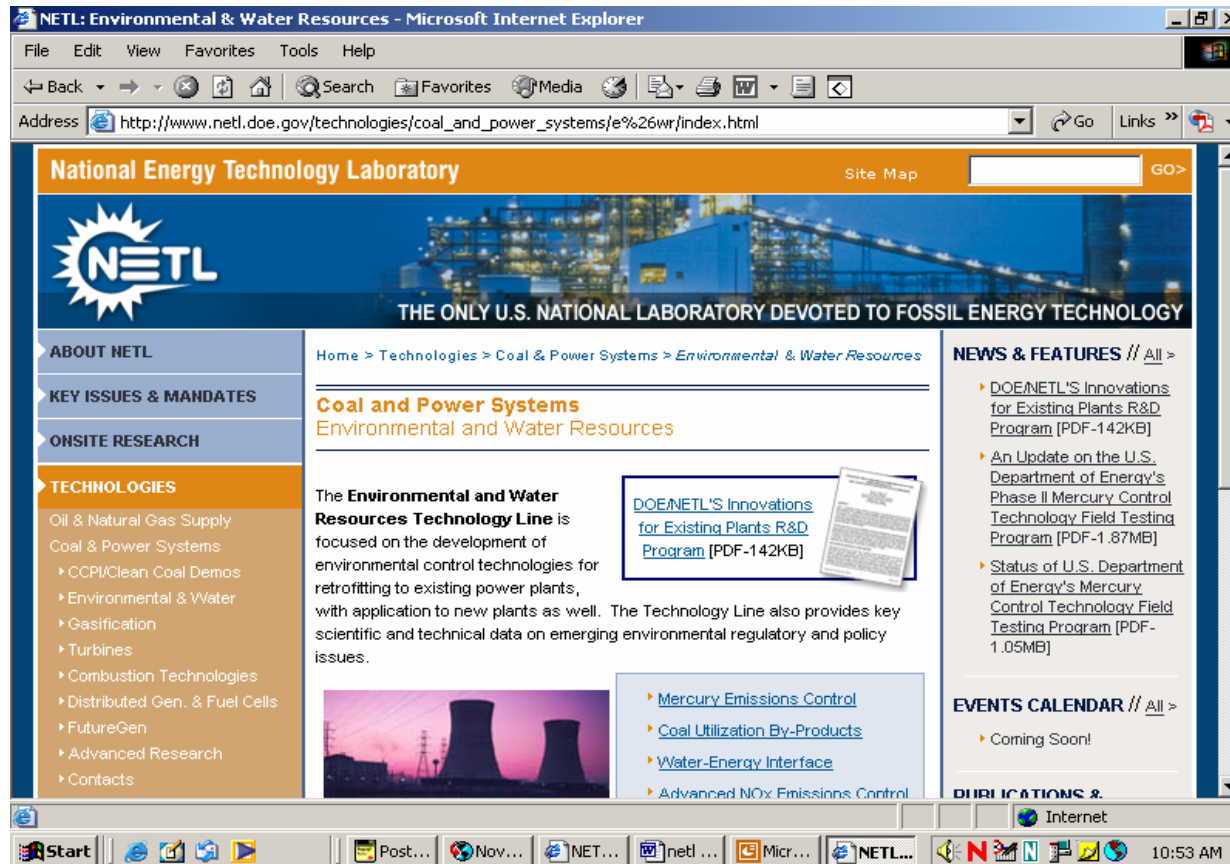 NETL: Environmental & Water Resources - Microsoft Internet Explorer
File Edit View Favorites Tools Help
Back Search Favorites Media
Address http://www.netl.doe.gov/technologies/coal_and_power_systems/e%26wr/index.html Go Links »
National Energy Technology Laboratory Site Map GO>
NETL
THE ONLY U.S. NATIONAL LABORATORY DEVOTED TO FOSSIL ENERGY TECHNOLOGY
ABOUT NETL
KEY ISSUES & MANDATES
ONSITE RESEARCH
TECHNOLOGIES
Oil & Natural Gas Supply
Coal & Power Systems
CCPI/Clean Coal Demos
Environmental & Water
Gasification
Turbines
Combustion Technologies
Distributed Gen. & Fuel Cells
FutureGen
Advanced Research
Contacts
Home > Technologies > Coal & Power Systems > Environmental & Water Resources
Coal and Power Systems
Environmental and Water Resources
The Environmental and Water
Resources Technology Line is
focused on the development of
environmental control technologies for
retrofitting to existing power plants,
with application to new plants as well. The Technology Line also provides key
scientific and technical data on emerging environmental regulatory and policy
issues.
DOE/NETL'S Innovations
for Existing Plants R&D
Program [PDF-142KB]
Mercury Emissions Control
Coal Utilization By-Products
Water-Energy Interface
Advanced NOx Emissions Control
NEWS & FEATURES // All >
DOE/NETL'S Innovations
for Existing Plants R&D
Program [PDF-142KB]
An Update on the U.S.
Department of Energy's
Phase II Mercury Control
Technology Field Testing
Program [PDF-1.87MB]
Status of U.S. Department
of Energy's Mercury
Control Technology Field
Testing Program [PDF-
1.05MB]
EVENTS CALENDAR // All >
Coming Soon!
PUBLICATIONS &
Internet
Start Post... Nov... NET... netl ... Micr... NETL... 10:53 AM